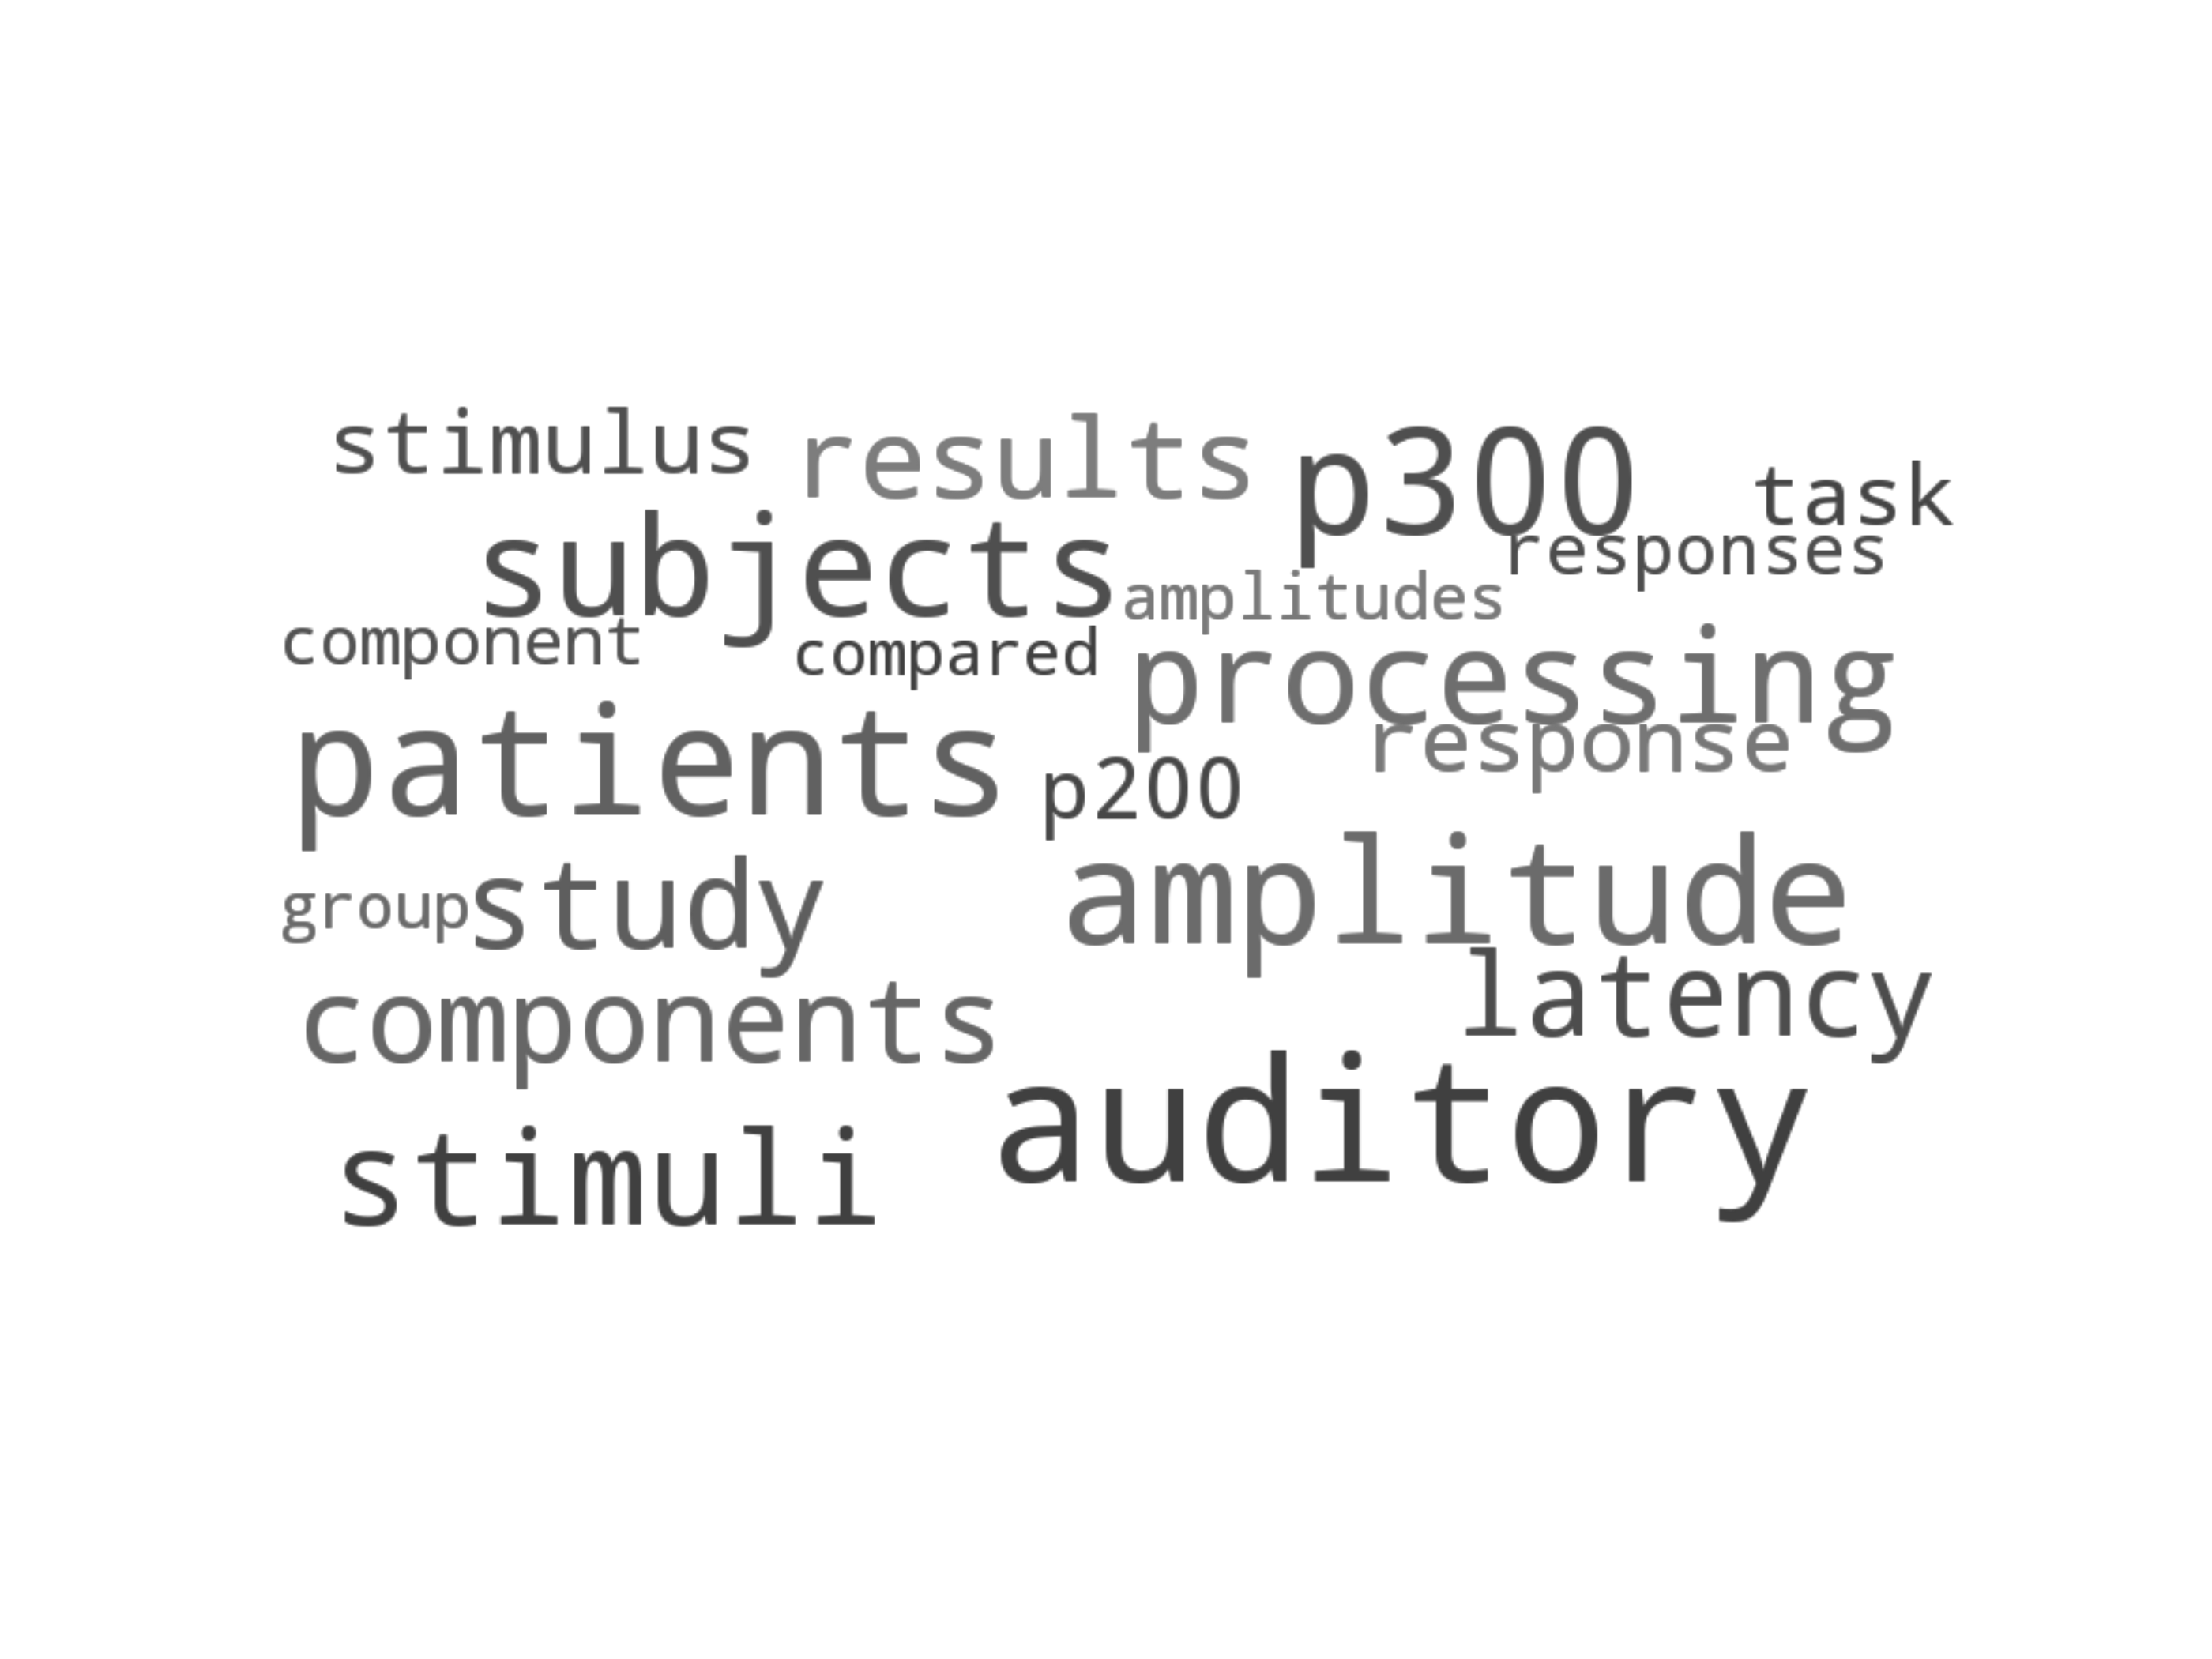 stimulus results p300 task
subjects responses
amplitudes
component compared processing
patients p200 response
group study amplitude
components latency
stimuli auditory